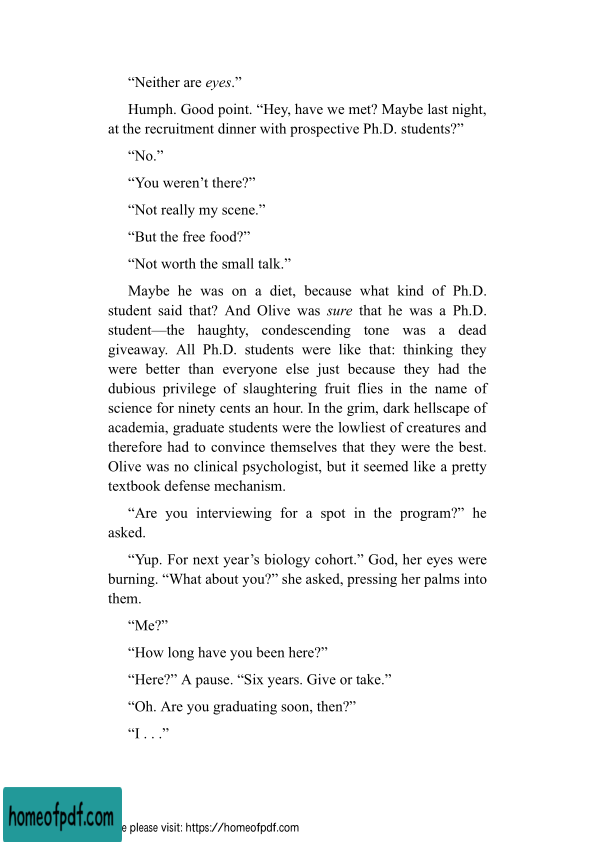 “Neither are eyes.”
Humph. Good point. “Hey, have we met? Maybe last night,
at the recruitment dinner with prospective Ph.D. students?”
“No.”
“You weren’t there?”
“Not really my scene.”
“But the free food?”
“Not worth the small talk.”
Maybe he was on a diet, because what kind of Ph.D.
student said that? And Olive was sure that he was a Ph.D.
student—the haughty, condescending tone was a dead
giveaway. All Ph.D. students were like that: thinking they
were better than everyone else just because they had the
dubious privilege of slaughtering fruit flies in the name of
science for ninety cents an hour. In the grim, dark hellscape of
academia, graduate students were the lowliest of creatures and
therefore had to convince themselves that they were the best.
Olive was no clinical psychologist, but it seemed like a pretty
textbook defense mechanism.
“Are you interviewing for a spot in the program?” he
asked.
“Yup. For next year’s biology cohort.” God, her eyes were
burning. “What about you?” she asked, pressing her palms into
them.
“Me?”
“How long have you been here?”
“Here?” A pause. “Six years. Give or take.”
“Oh. Are you graduating soon, then?”
“I . . .”
homeofpdf.com
please visit: https://homeofpdf.com